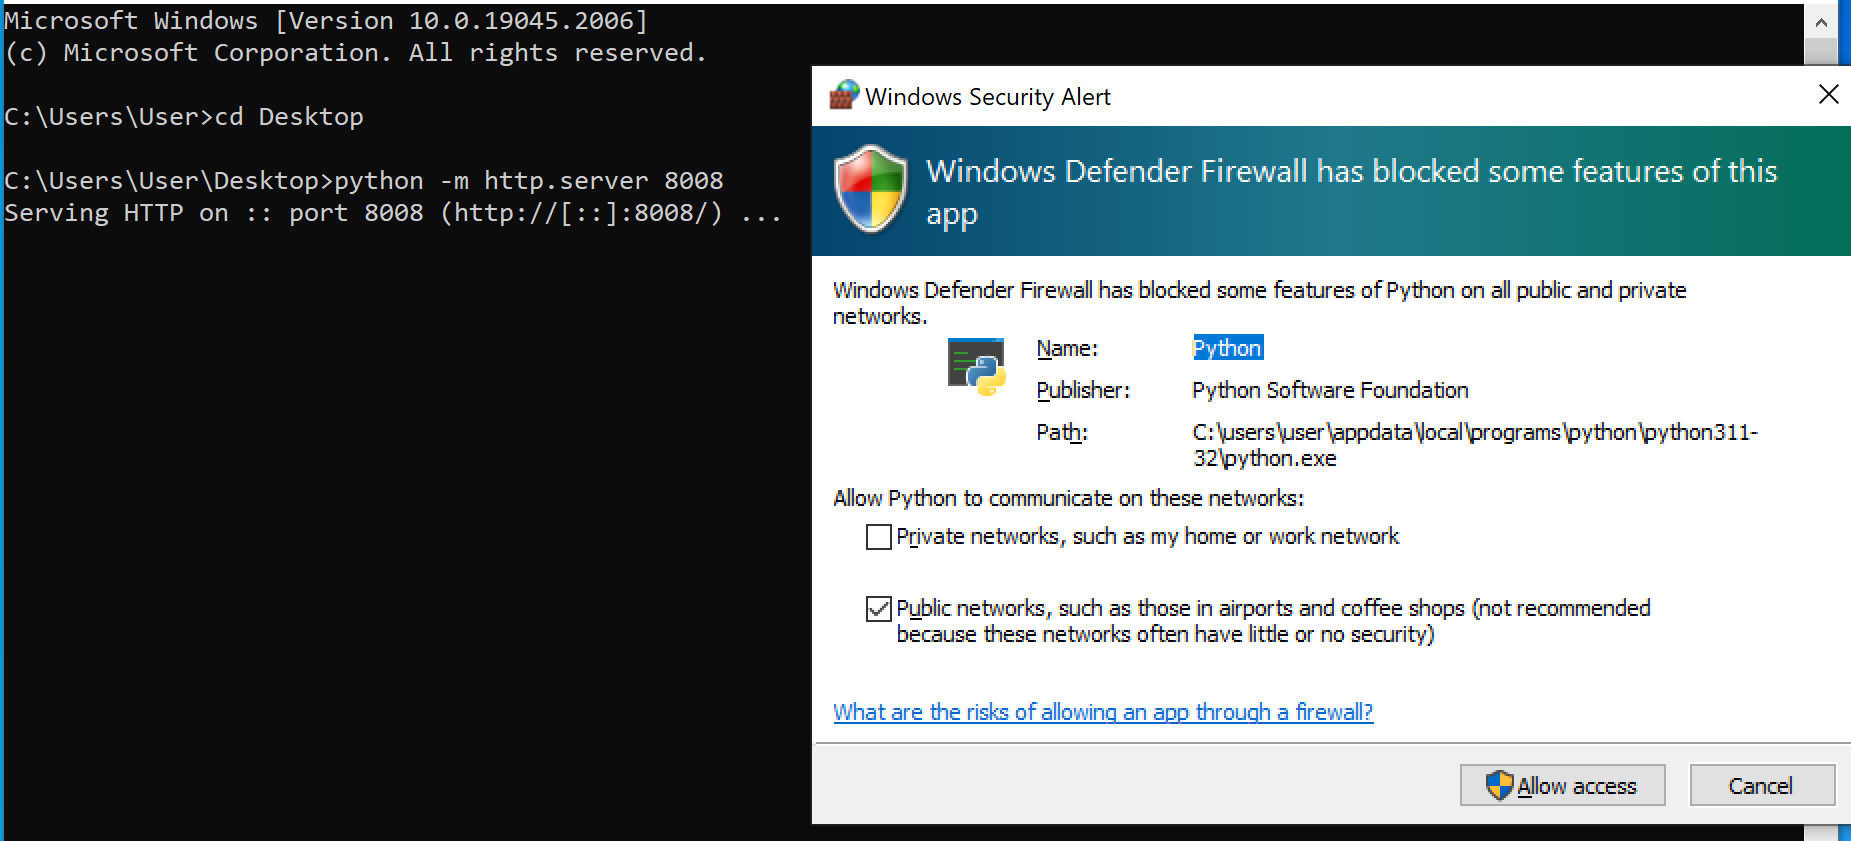 Microsoft Windows [Version 10.0.19045.2006]
(c) Microsoft Corporation. All rights reserved.
C:\Users\User>cd Desktop
C:\Users\User\Desktop>python -m http.server 8008
Serving HTTP on :: port 8008 (http://[::]:8008/) ...
Windows Security Alert
Windows Defender Firewall has blocked some features of this
app
Windows Defender Firewall has blocked some features of Python on all public and private
networks.
Name: Python
Publisher: Python Software Foundation
Path: C:\users\user\appdata\local\programs\python\python311-
32\python.exe
Allow Python to communicate on these networks:
Private networks, such as my home or work network
Public networks, such as those in airports and coffee shops (not recommended
because these networks often have little or no security)
What are the risks of allowing an app through a firewall?
Allow access
Cancel